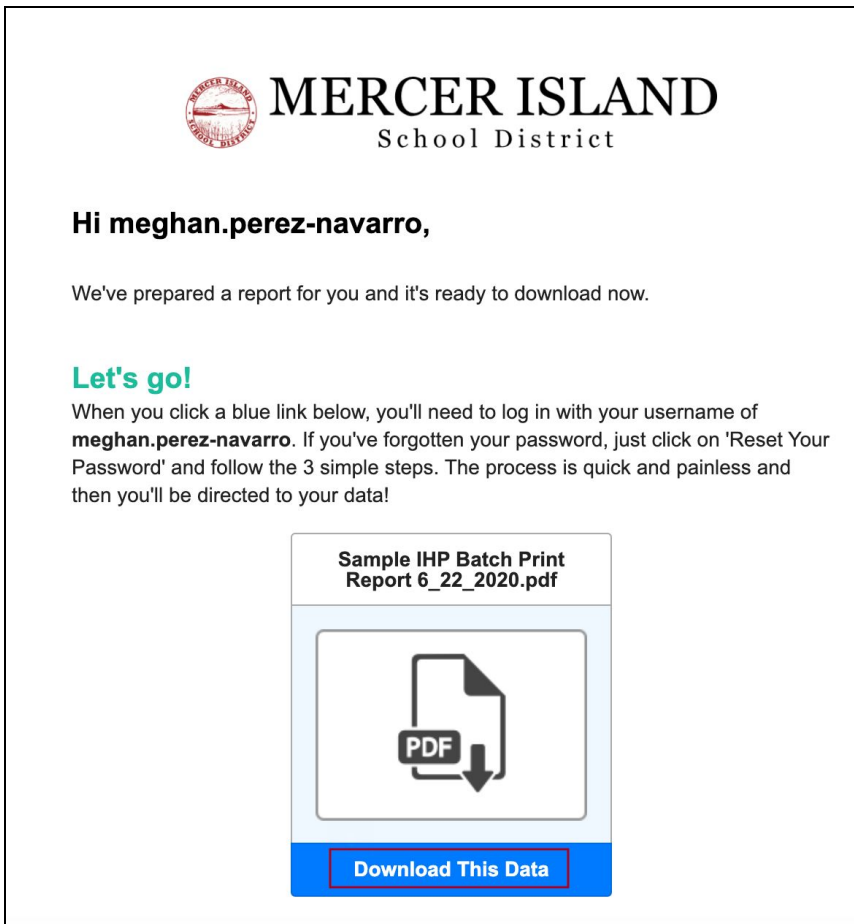 MERCER ISLAND
SCHOOL DISTRICT
MERCER ISLAND
School District
Hi meghan.perez-navarro,
We've prepared a report for you and it's ready to download now.
Let's go!
When you click a blue link below, you'll need to log in with your username of
meghan.perez-navarro. If you've forgotten your password, just click on 'Reset Your
Password' and follow the 3 simple steps. The process is quick and painless and
then you'll be directed to your data!
Sample IHP Batch Print
Report 6_22_2020.pdf
PDF
Download This Data